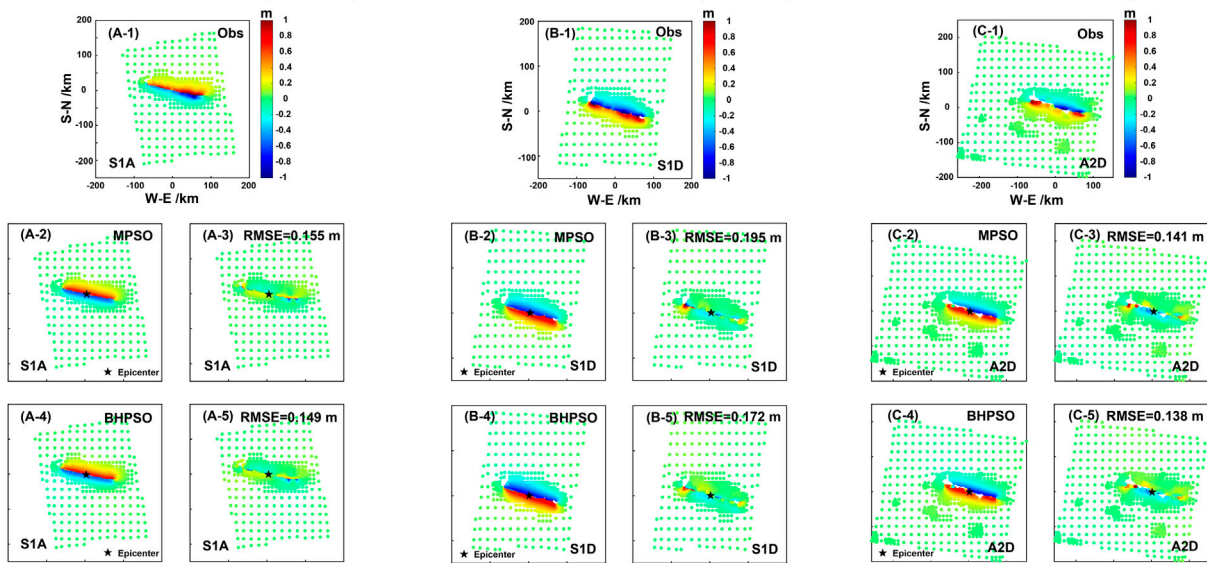 m
(A-1) Obs
200
150
100
50
0
-50
-100
-150
-200
S-N /km
S1A
-200 -100 0 100 200
W-E /km
1
0.8
0.6
0.4
0.2
0
-0.2
-0.4
-0.6
-0.8
-1
(B-1) Obs
200
100
0
-100
S-N /km
S1D
-200 -100 0 100 200
W-E /km
1
0.8
0.6
0.4
0.2
0
-0.2
-0.4
-0.6
-0.8
-1
m
(C-1) Obs
200
150
100
50
0
-50
-100
-150
-200
S-N /km
A2D
-200 -100 0 100
W-E /km
1
0.8
0.6
0.4
0.2
0
-0.2
-0.4
-0.6
-0.8
-1
(A-2) MPSO
S1A
★ Epicenter
(A-3) RMSE=0.155 m
S1A
(B-2) MPSO
★ Epicenter S1D
(B-3) RMSE=0.195 m
S1D
(C-2) MPSO
A2D
★ Epicenter
(C-3) RMSE=0.141 m
A2D
(A-4) BHPSO
S1A
★ Epicenter
(A-5) RMSE=0.149 m
S1A
(B-4) BHPSO
S1D
★ Epicenter
(B-5) RMSE=0.172 m
S1D
(C-4) BHPSO
A2D
★ Epicenter
(C-5) RMSE=0.138 m
A2D